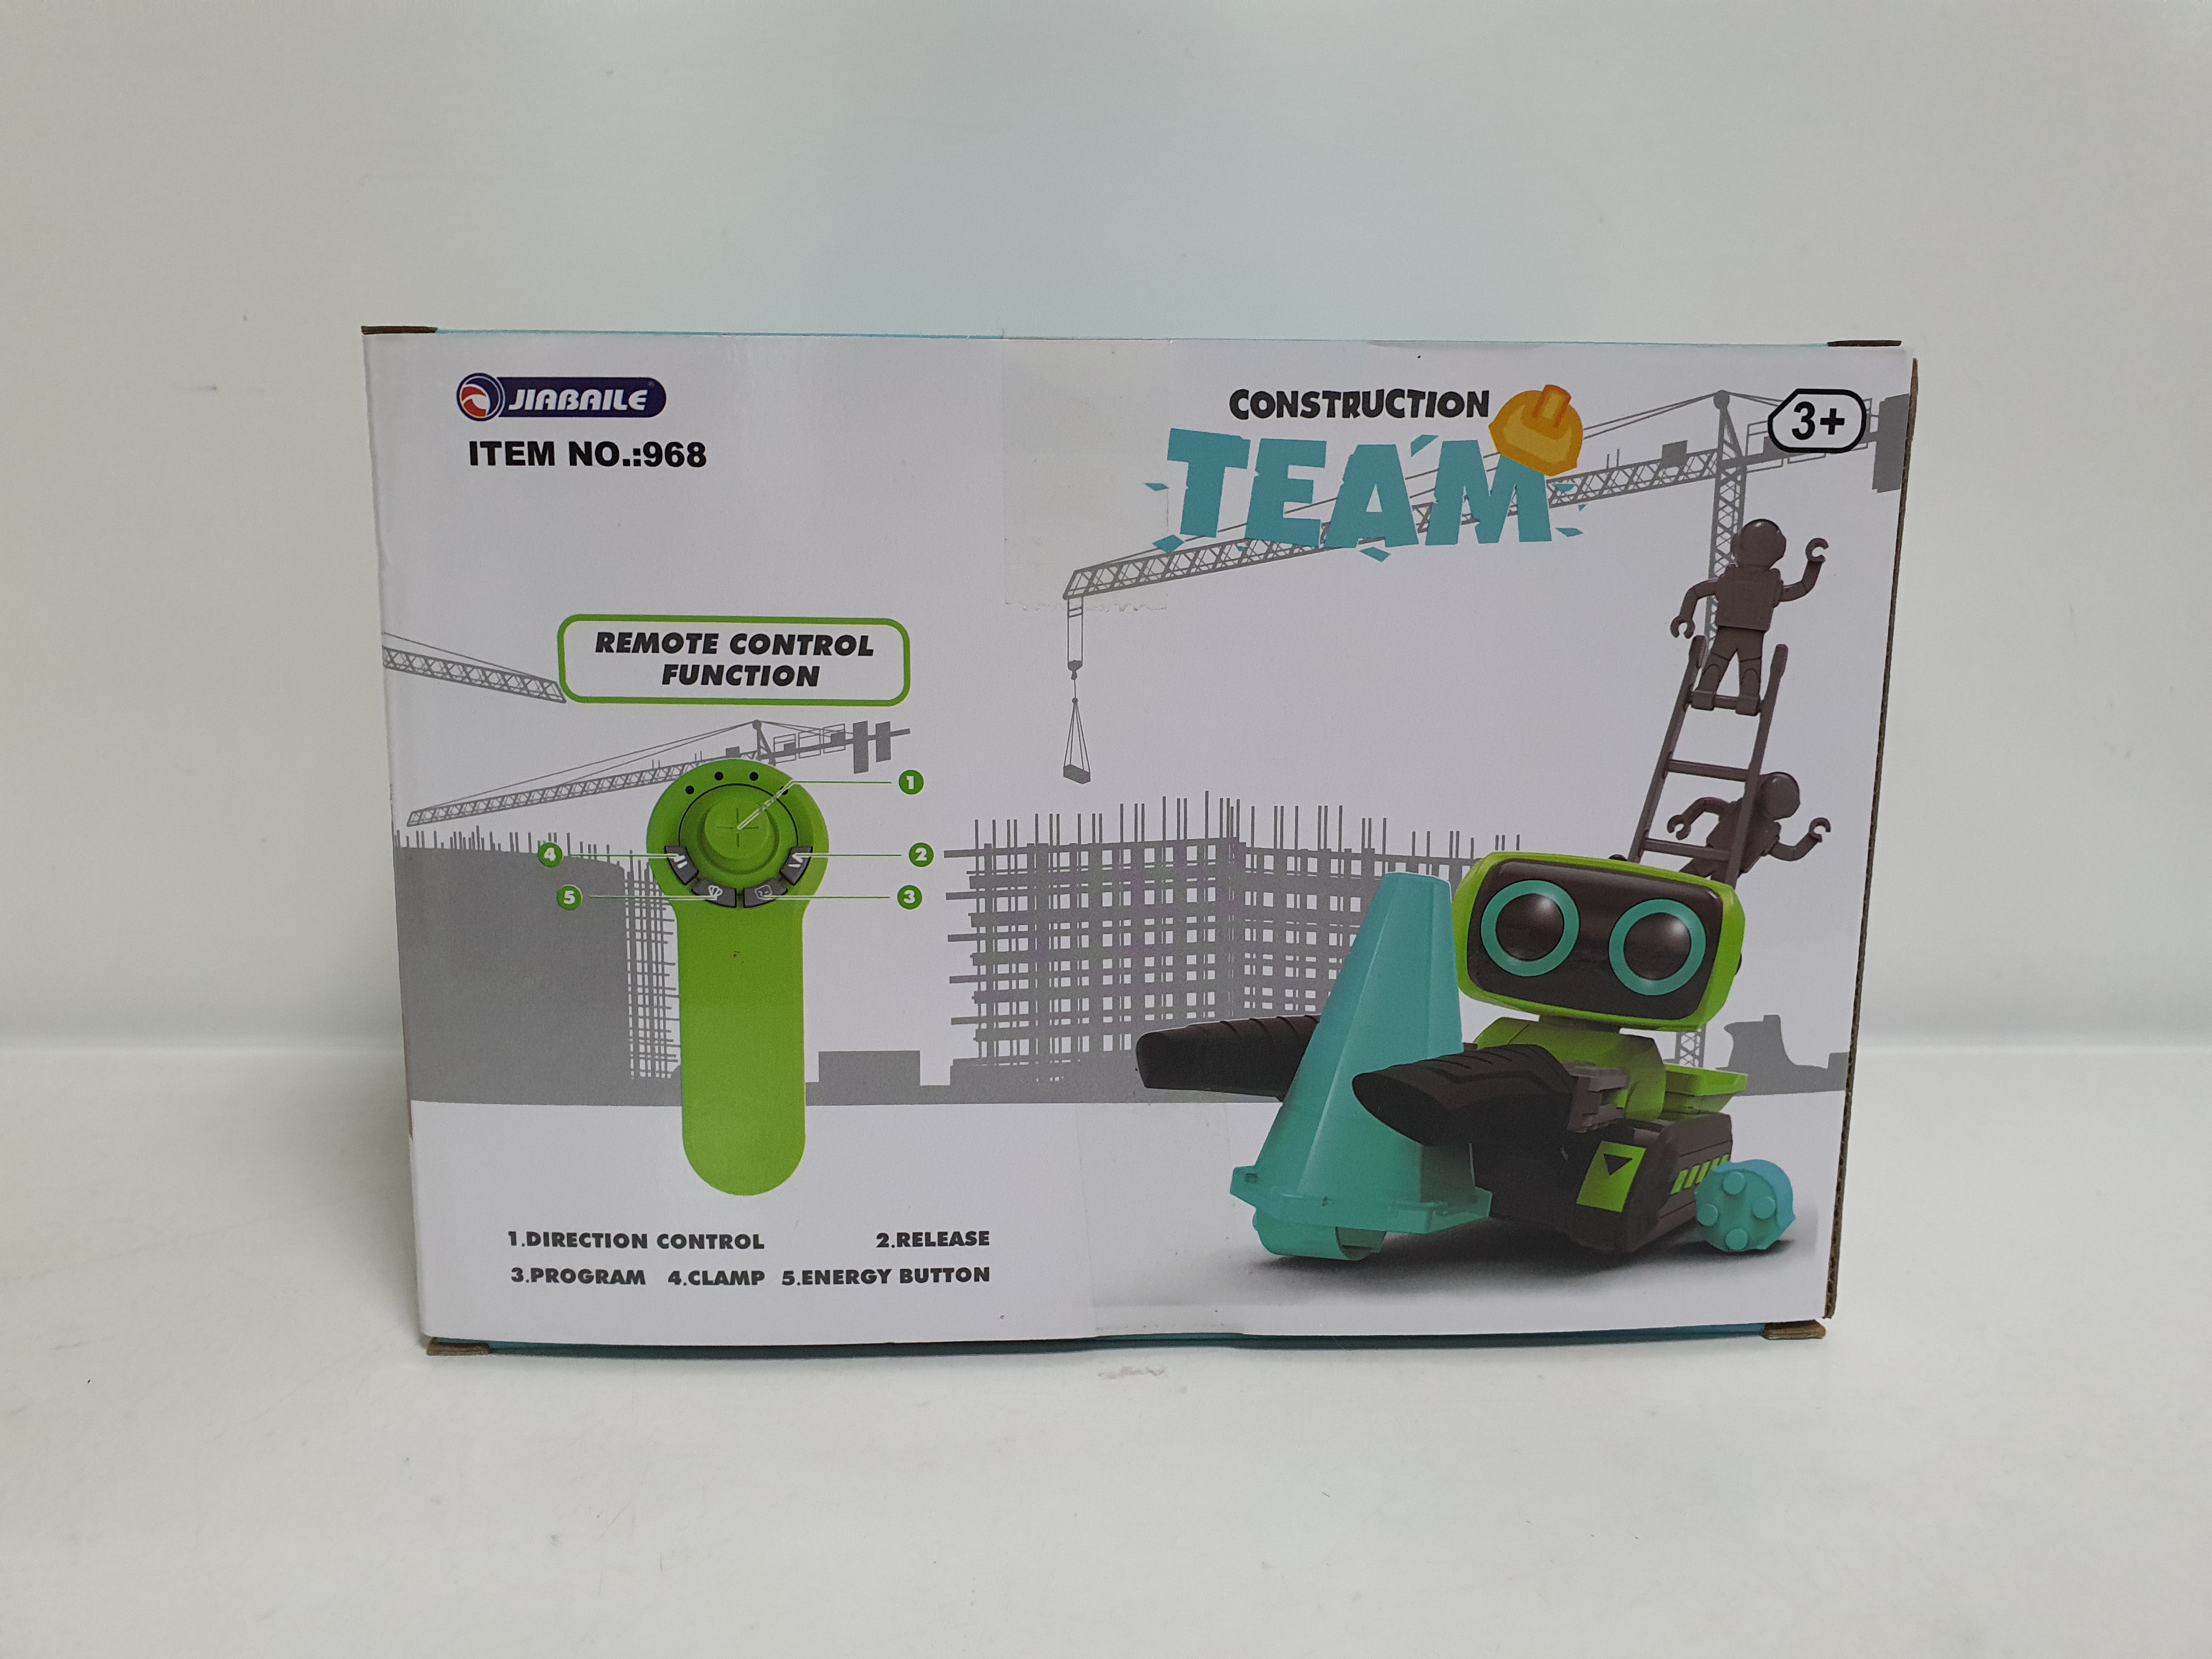 JIABAILE
ITEM NO.:968
CONSTRUCTION
TEAM
3+
REMOTE CONTROL
FUNCTION
1
2
3
4
5
1.DIRECTION CONTROL 2.RELEASE
3.PROGRAM 4.CLAMP 5.ENERGY BUTTON